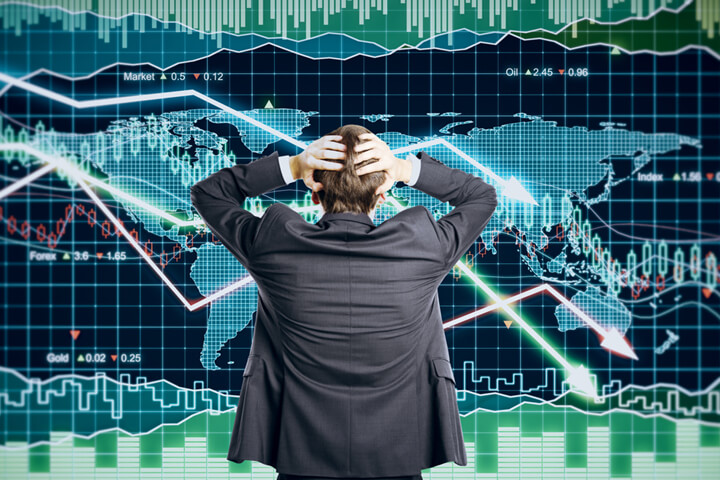 Market ▲ 0.5 ▼ 0.12
Oil ▲ 2.45 ▼ 0.96
Index ▲ 1.56
Forex ▲ 3.6 ▼ 1.65
Gold ▲ 0.02 ▼ 0.25